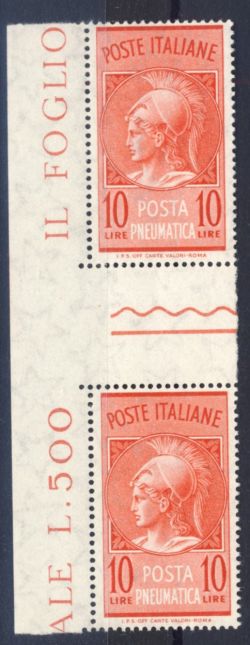 IL FOGLIO
POSTE ITALIANE
10 POSTA 10
LIRE PNEUMATICA LIRE
I.P.S. OFF. CARTE VALORI-ROMA
ALE L.500
POSTE ITALIANE
10 POSTA 10
LIRE PNEUMATICA LIRE
I.P.S. OFF. CARTE VALORI-ROMA